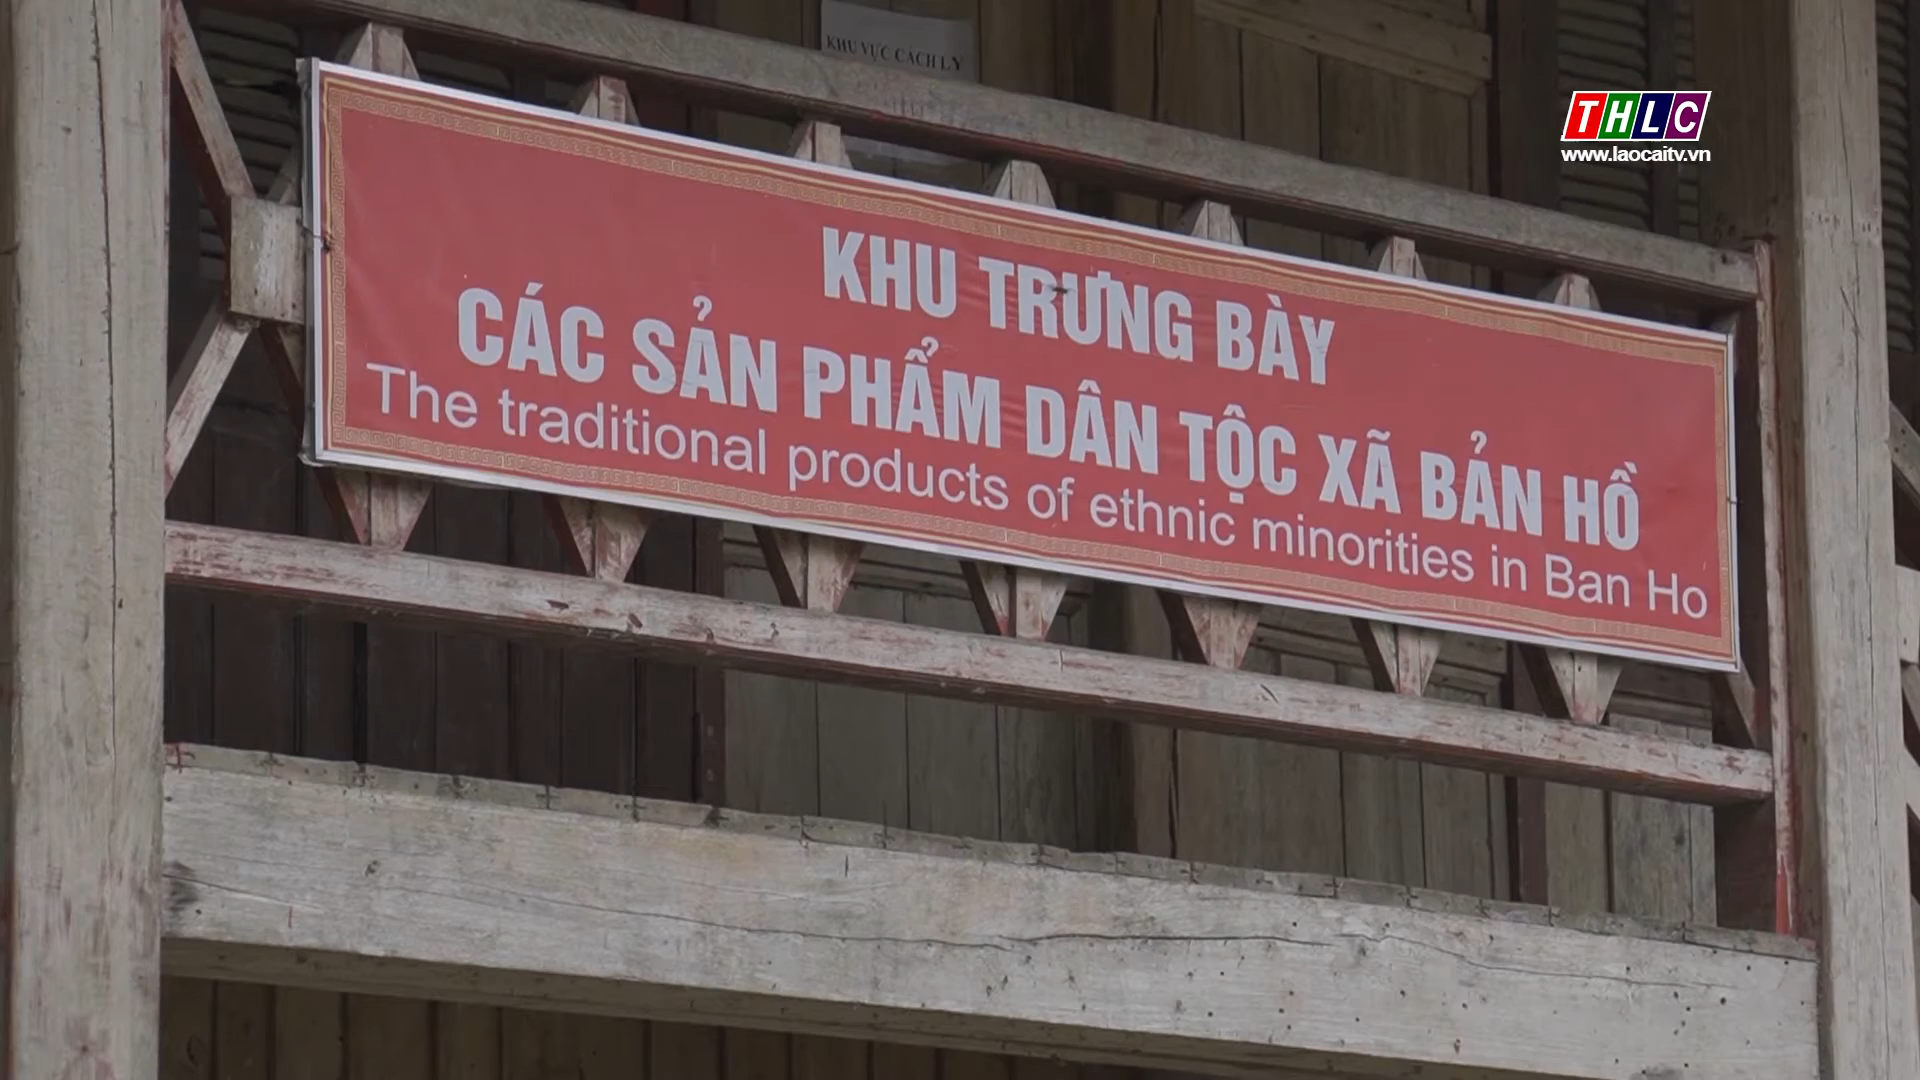 KHU VỰC CÁCH LY
THLC
www.laocaitv.vn
KHU TRƯNG BÀY
CÁC SẢN PHẨM DÂN TỘC XÃ BẢN HỒ
The traditional products of ethnic minorities in Ban Ho